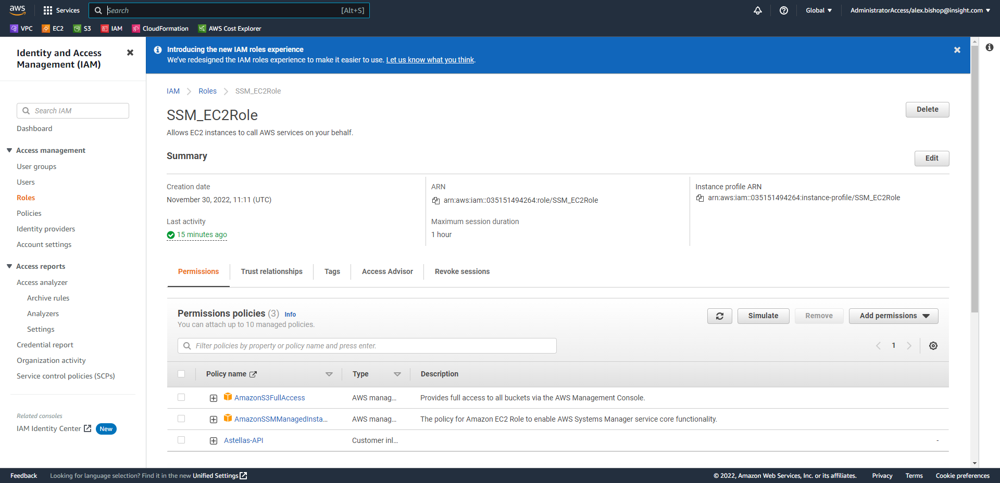 aws
Services
Search
[Alt+S]
Global
AdministratorAccess/alex.bishop@insight.com
VPC
EC2
S3
IAM
CloudFormation
AWS Cost Explorer
Identity and Access
Management (IAM)
Search IAM
Dashboard
Access management
User groups
Users
Roles
Policies
Identity providers
Account settings
Access reports
Access analyzer
Archive rules
Analyzers
Settings
Credential report
Organization activity
Service control policies (SCPs)
Related consoles
IAM Identity Center
New
Introducing the new IAM roles experience
We've redesigned the IAM roles experience to make it easier to use. Let us know what you think.
IAM
Roles
SSM_EC2Role
SSM_EC2Role
Delete
Allows EC2 instances to call AWS services on your behalf.
Summary
Edit
Creation date
November 30, 2022, 11:11 (UTC)
Last activity
15 minutes ago
ARN
arn:aws:iam::035151494264:role/SSM_EC2Role
Maximum session duration
1 hour
Instance profile ARN
arn:aws:iam::035151494264:instance-profile/SSM_EC2Role
Permissions
Trust relationships
Tags
Access Advisor
Revoke sessions
Permissions policies (3) Info
You can attach up to 10 managed policies.
Simulate
Remove
Add permissions
Filter policies by property or policy name and press enter.
1
Policy name
Type
Description
AmazonS3FullAccess
AWS manag...
Provides full access to all buckets via the AWS Management Console.
AmazonSSMManagedInsta...
AWS manag...
The policy for Amazon EC2 Role to enable AWS Systems Manager service core functionality.
Astellas-API
Customer inl...
-
Feedback
Looking for language selection? Find it in the new Unified Settings
© 2022, Amazon Web Services, Inc. or its affiliates.
Privacy
Terms
Cookie preferences